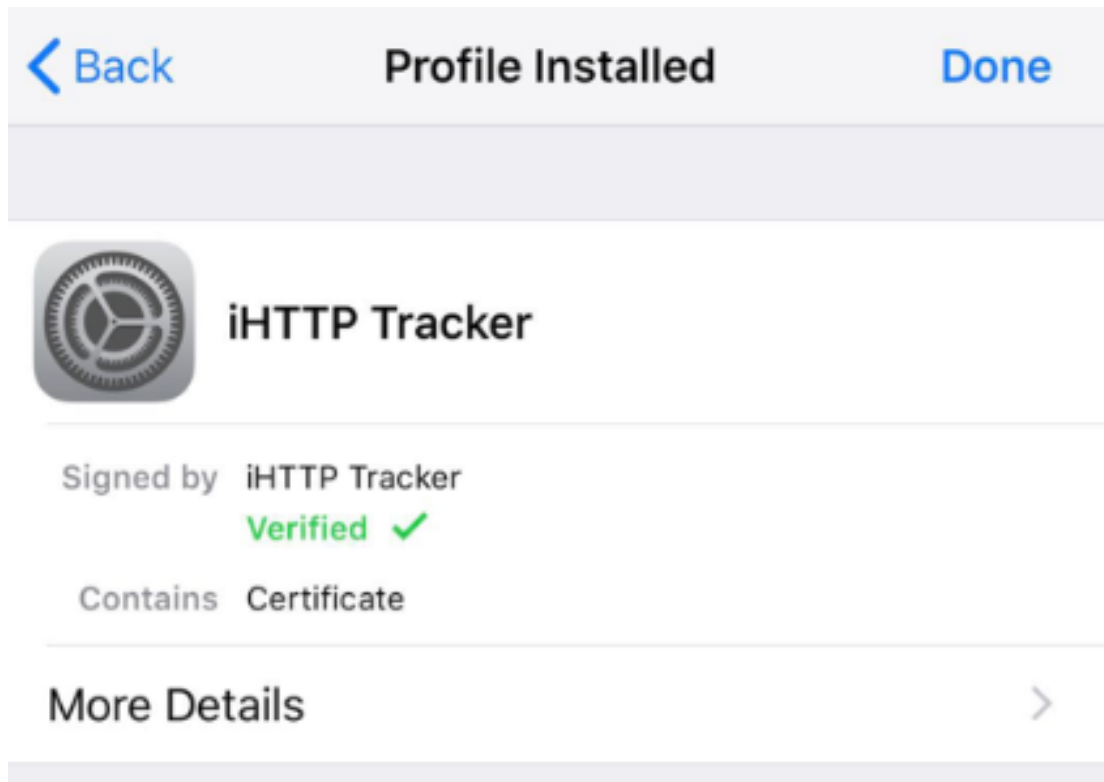 Back Profile Installed Done
iHTTP Tracker
Signed by iHTTP Tracker
Verified
Contains Certificate
More Details